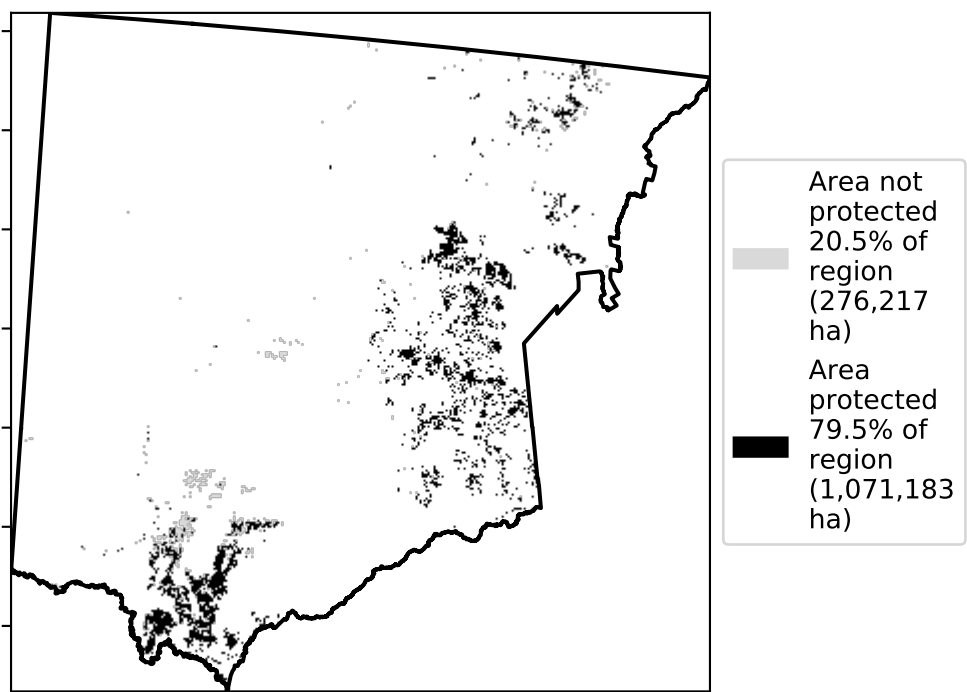 Area not
protected
20.5% of
region
(276,217
ha)
Area
protected
79.5% of
region
(1,071,183
ha)